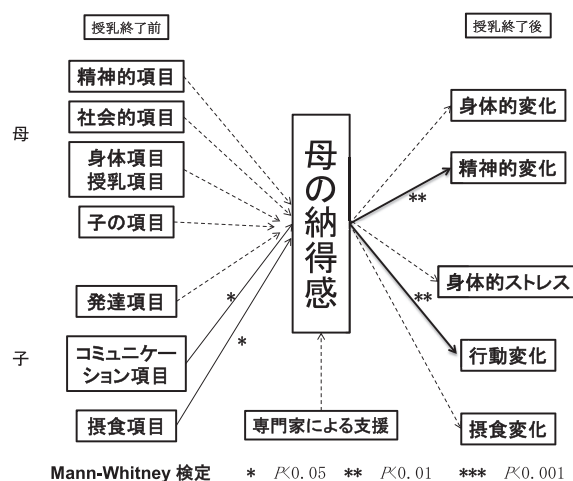 授乳終了前
授乳終了後
母
精神的項目
社会的項目
身体項目
授乳項目
子の項目
子
発達項目
コミュニケー
ション項目
摂食項目
*
*
母の納得感
専門家による支援
身体的変化
精神的変化
**
身体的ストレス
**
行動変化
摂食変化
Mann-Whitney 検定 * P<0.05 ** P<0.01 *** P<0.001